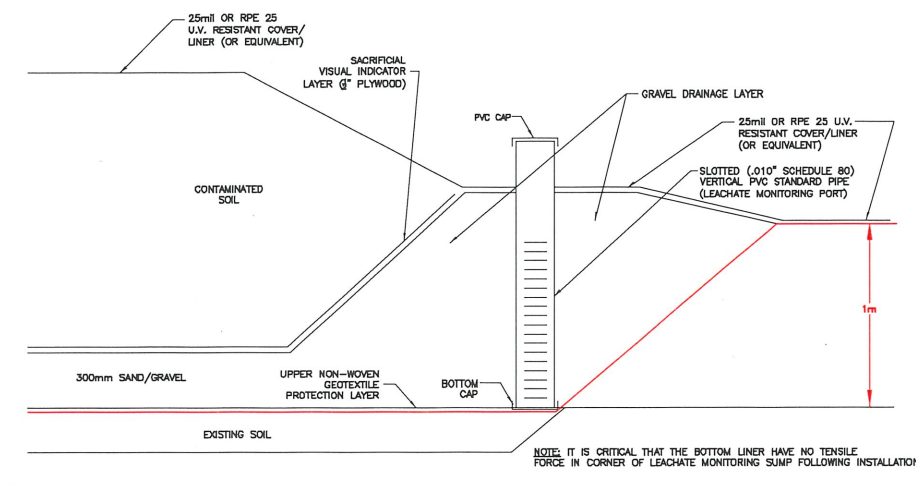 25mil OR RPE 25
U.V. RESISTANT COVER/
LINER (OR EQUIVALENT)
SACRIFICIAL
VISUAL INDICATOR
LAYER (½" PLYWOOD)
GRAVEL DRAINAGE LAYER
PVC CAP
25mil OR RPE 25 U.V.
RESISTANT COVER/LINER
(OR EQUIVALENT)
SLOTTED (.010" SCHEDULE 80)
VERTICAL PVC STANDARD PIPE
(LEACHATE MONITORING PORT)
CONTAMINATED
SOIL
1m
300mm SAND/GRAVEL
UPPER NON-WOVEN
GEOTEXTILE
PROTECTION LAYER
BOTTOM
CAP
EXISTING SOIL
NOTE: IT IS CRITICAL THAT THE BOTTOM LINER HAVE NO TENSILE
FORCE IN CORNER OF LEACHATE MONITORING SUMP FOLLOWING INSTALLATION